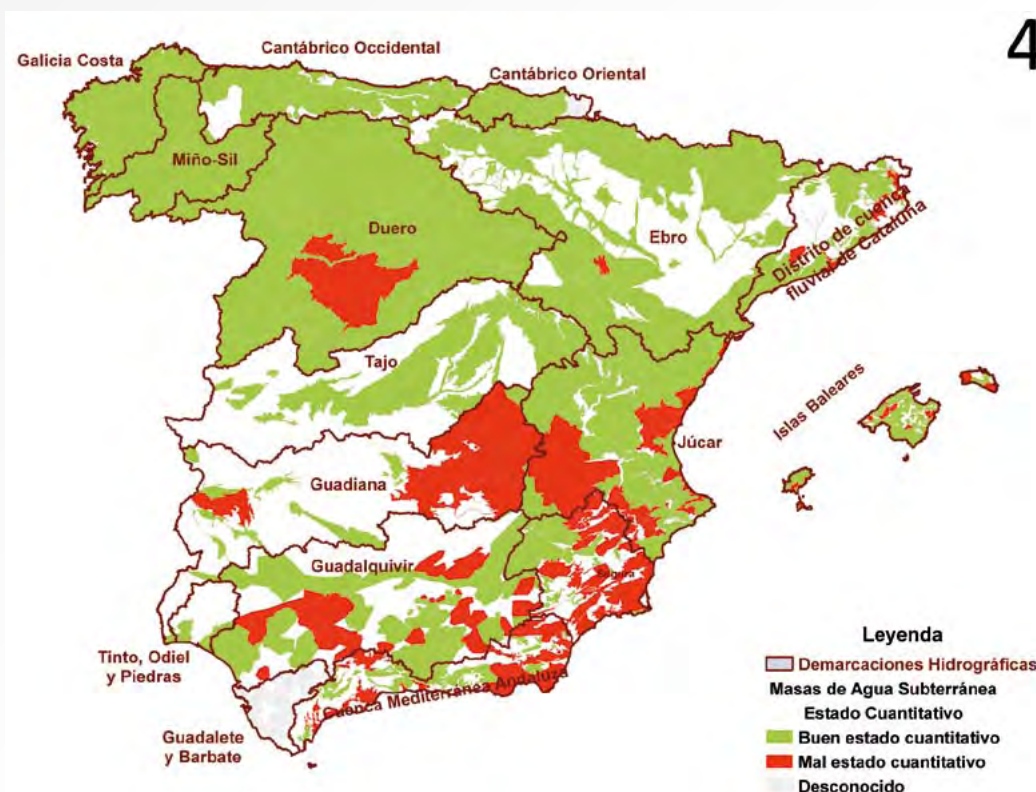 4
Cantábrico Occidental
Galicia Costa
Cantábrico Oriental
Miño-Sil
Duero
Ebro
Distrito de cuenca
fluvial de Cataluña
Tajo
Islas Baleares
Júcar
Guadiana
Guadalquivir
Segura
Tinto, Odiel
y Piedras
Cuenca Mediterránea Andaluza
Guadalete
y Barbate
Leyenda
Demarcaciones Hidrográficas
Masas de Agua Subterránea
Estado Cuantitativo
Buen estado cuantitativo
Mal estado cuantitativo
Desconocido